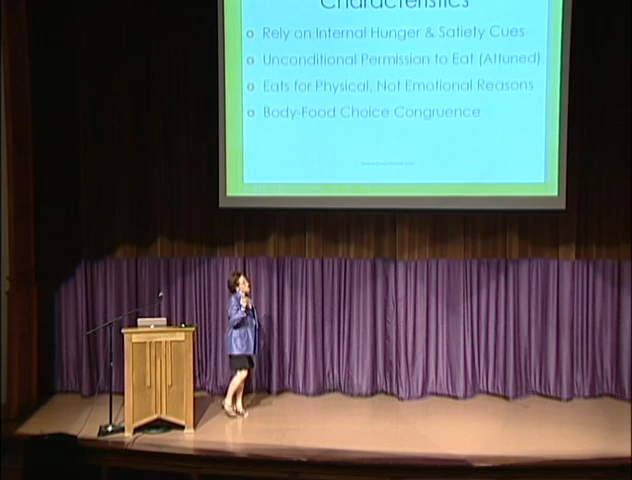 Characteristics
Rely on Internal Hunger & Satiety Cues
Unconditional Permission to Eat (Attuned)
Eats for Physical, Not Emotional Reasons
Body-Food Choice Congruence